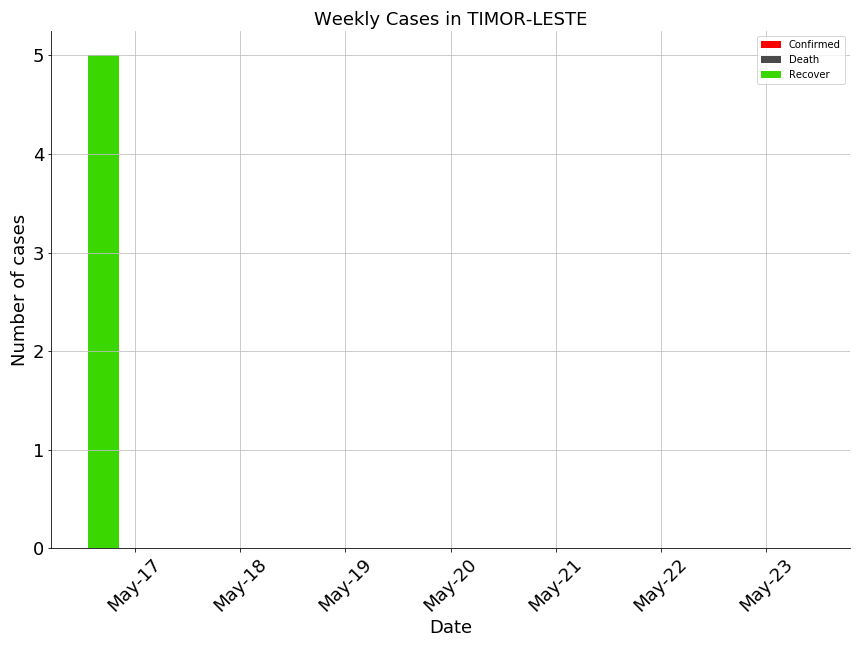 Weekly Cases in TIMOR-LESTE
Confirmed
Death
Recover
Number of cases
5
4
3
2
1
0
May-17
May-18
May-19
May-20
May-21
May-22
May-23
Date